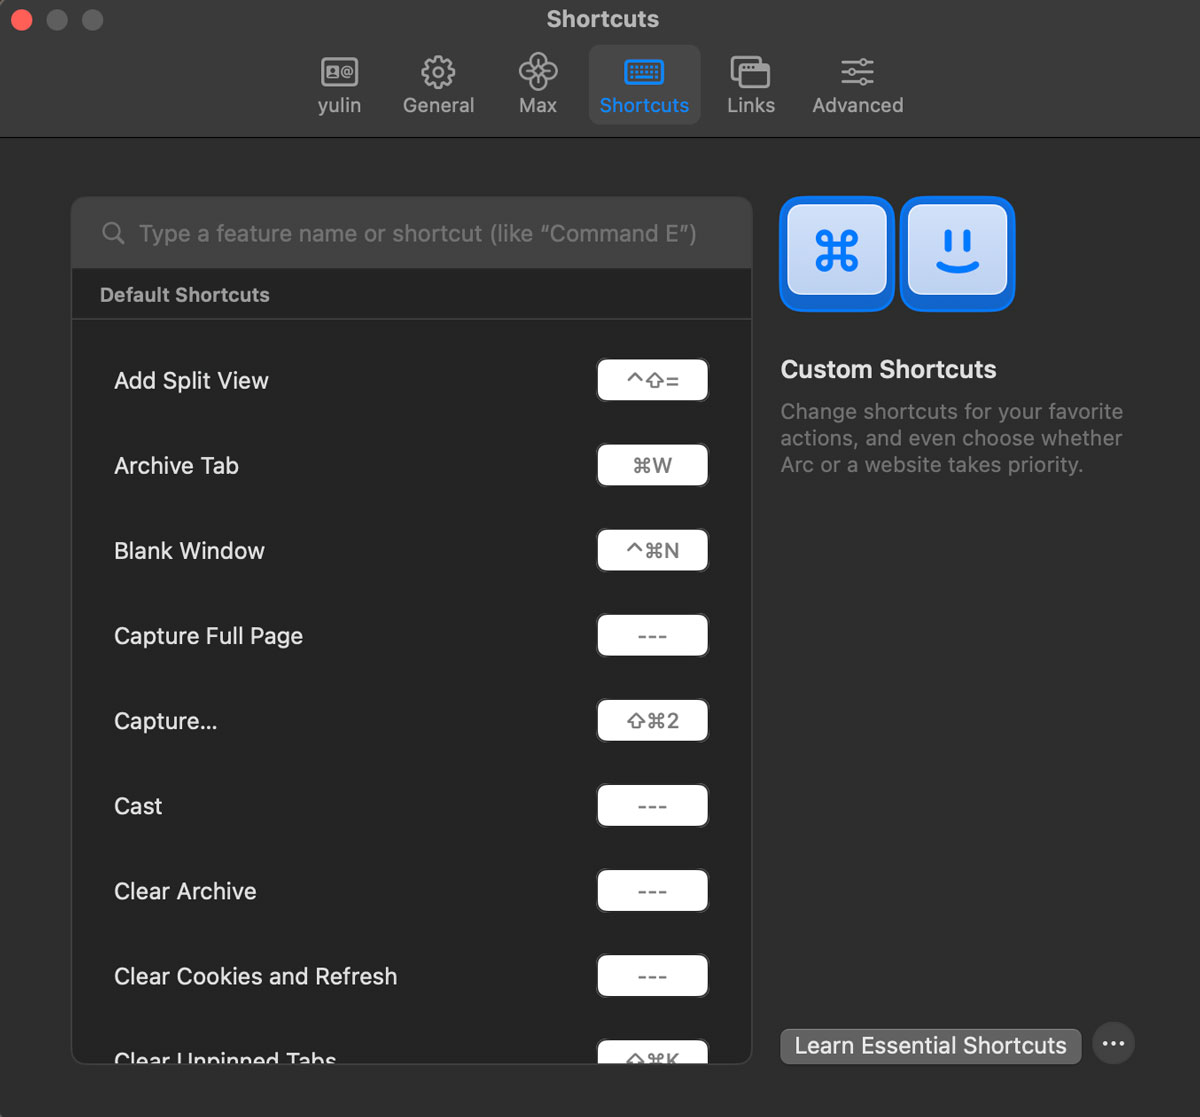 Shortcuts
yulin
General
Max
Shortcuts
Links
Advanced
Type a feature name or shortcut (like “Command E”)
Default Shortcuts
Add Split View ^⇧=
Archive Tab ⌘W
Blank Window ^⌘N
Capture Full Page ---
Capture... ⇧⌘2
Cast ---
Clear Archive ---
Clear Cookies and Refresh ---
Clear Unpinned Tabs ⇧⌘K
⌘
Custom Shortcuts
Change shortcuts for your favorite
actions, and even choose whether
Arc or a website takes priority.
Learn Essential Shortcuts